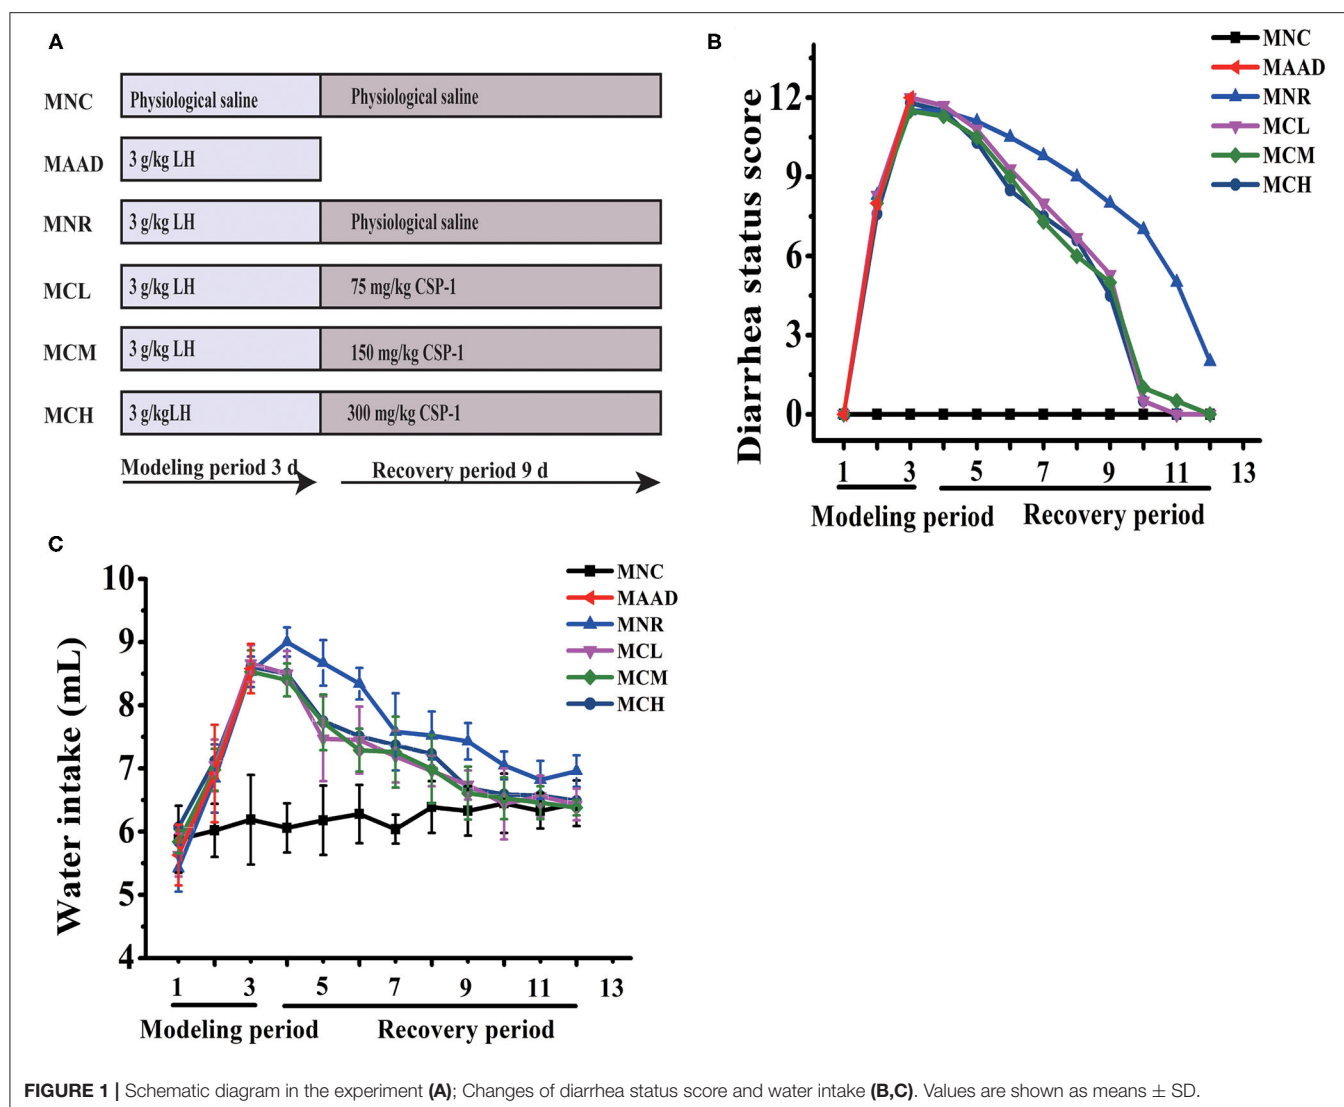 A
MNC Physiological saline Physiological saline
MAAD 3 g/kg LH
MNR 3 g/kg LH Physiological saline
MCL 3 g/kg LH 75 mg/kg CSP-1
MCM 3 g/kg LH 150 mg/kg CSP-1
MCH 3 g/kgLH 300 mg/kg CSP-1
Modeling period 3 d Recovery period 9 d
B
MNC
MAAD
MNR
MCL
MCM
MCH
Diarrhea status score
12
9
6
3
0
1 3 5 7 9 11 13
Modeling period Recovery period
C
MNC
MAAD
MNR
MCL
MCM
MCH
Water intake (mL)
10
9
8
7
6
5
4
1 3 5 7 9 11 13
Modeling period Recovery period
FIGURE 1 | Schematic diagram in the experiment (A); Changes of diarrhea status score and water intake (B,C). Values are shown as means ± SD.